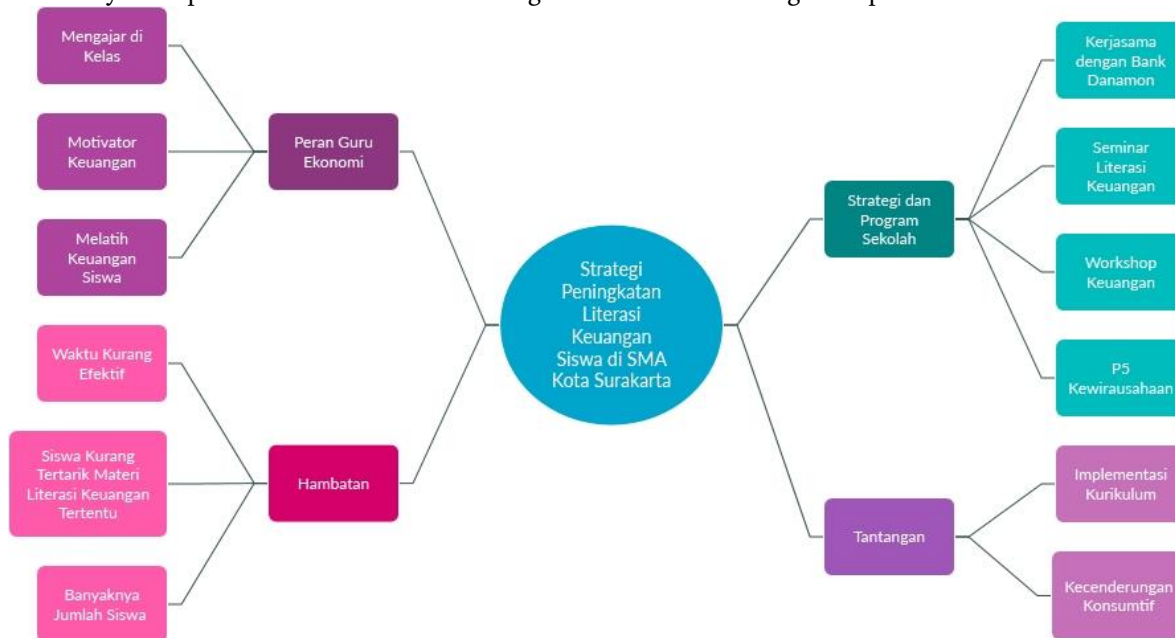 Mengajar di
Kelas
Motivator
Keuangan
Melatih
Keuangan
Siswa
Peran Guru
Ekonomi
Waktu Kurang
Efektif
Siswa Kurang
Tertarik Materi
Literasi Keuangan
Tertentu
Banyaknya
Jumlah Siswa
Hambatan
Strategi
Peningkatan
Literasi
Keuangan
Siswa di SMA
Kota Surakarta
Strategi dan
Program
Sekolah
Kerjasama
dengan Bank
Danamon
Seminar
Literasi
Keuangan
Workshop
Keuangan
P5
Kewirausahaan
Tantangan
Implementasi
Kurikulum
Kecenderungan
Konsumtif